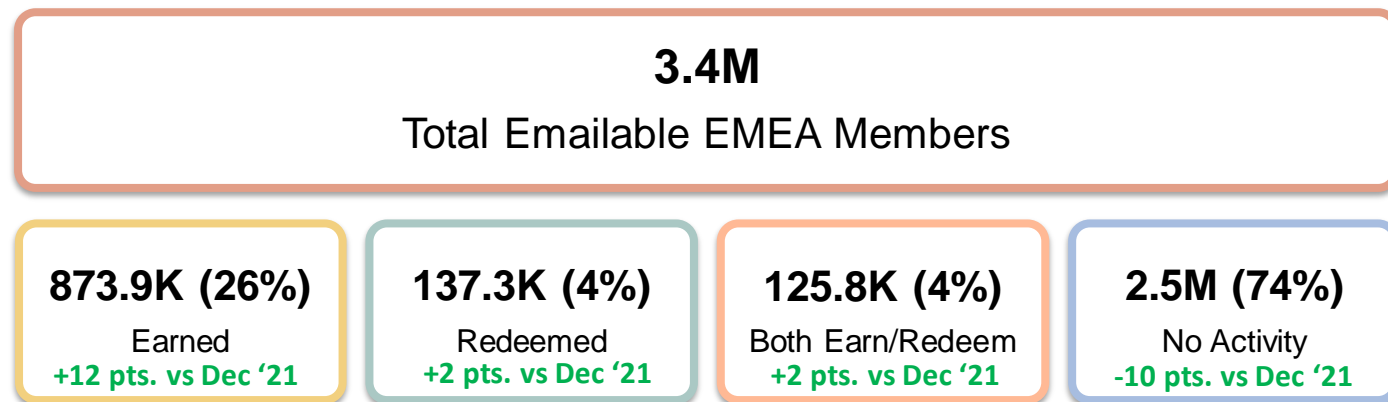 3.4M
Total Emailable EMEA Members
873.9K (26%)
Earned
+12 pts. vs Dec ‘21
137.3K (4%)
Redeemed
+2 pts. vs Dec ‘21
125.8K (4%)
Both Earn/Redeem
+2 pts. vs Dec ‘21
2.5M (74%)
No Activity
-10 pts. vs Dec ‘21